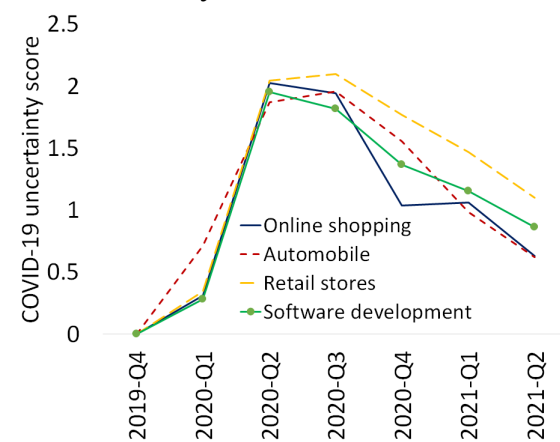 COVID-19 uncertainty score
2.5
2
1.5
1
0.5
0
Online shopping
Automobile
Retail stores
Software development
2019-Q4
2020-Q1
2020-Q2
2020-Q3
2020-Q4
2021-Q1
2021-Q2